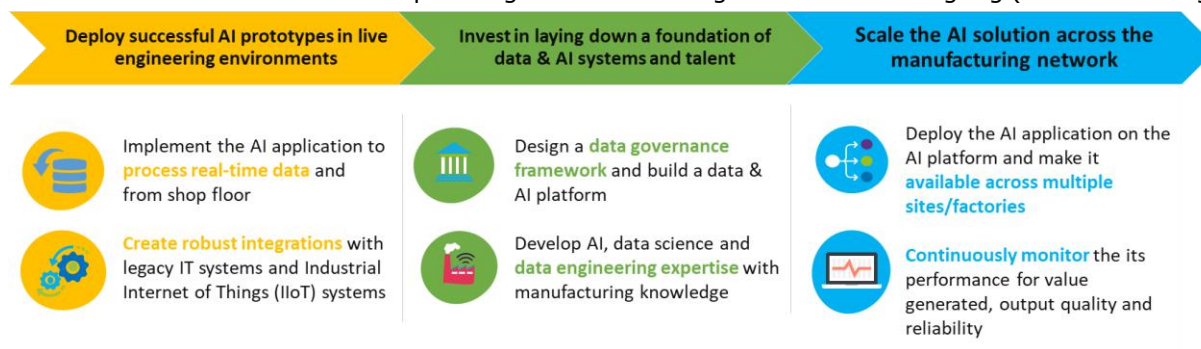 Deploy successful AI prototypes in live
engineering environments
Invest in laying down a foundation of
data & AI systems and talent
Scale the AI solution across the
manufacturing network
Implement the AI application to
process real-time data and
from shop floor
Create robust integrations with
legacy IT systems and Industrial
Internet of Things (IIoT) systems
Design a data governance
framework and build a data &
AI platform
Develop AI, data science and
data engineering expertise with
manufacturing knowledge
Deploy the AI application on the
AI platform and make it
available across multiple
sites/factories
Continuously monitor the its
performance for value
generated, output quality and
reliability